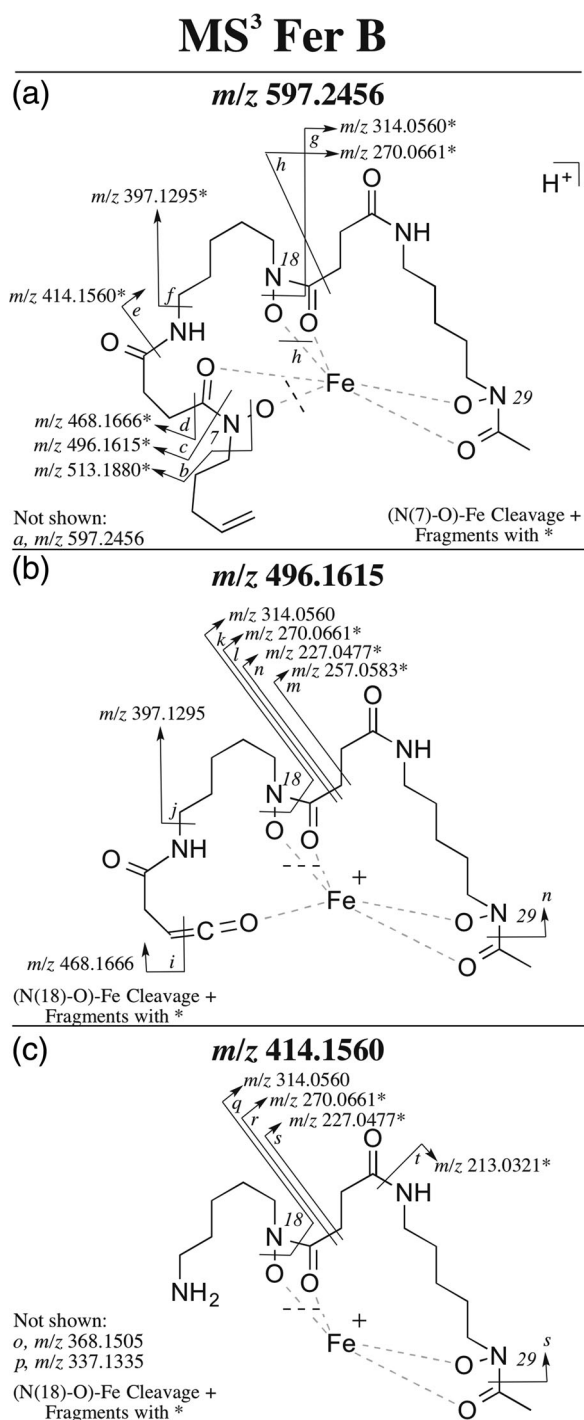 MS³ Fer B
(a)
m/z 597.2456
g
m/z 314.0560*
h
m/z 270.0661*
H+
O
NH
m/z 397.1295*
18
N
O
O
m/z 414.1560*
e
f
NH
O
O
h
Fe
O
N
29
O
m/z 468.1666*
d
m/z 496.1615*
c
N
7
O
m/z 513.1880*
b
Not shown:
a, m/z 597.2456
(N(7)-O)-Fe Cleavage +
Fragments with *
(b)
m/z 496.1615
m/z 314.0560
k
m/z 270.0661*
l
m/z 227.0477*
n
m/z 257.0583*
m
O
NH
m/z 397.1295
18
N
O
O
j
NH
O
+
Fe
C
O
O
N
29
n
O
m/z 468.1666
i
(N(18)-O)-Fe Cleavage +
Fragments with *
(c)
m/z 414.1560
m/z 314.0560
q
m/z 270.0661*
r
m/z 227.0477*
s
O
t
m/z 213.0321*
NH
18
N
O
O
NH2
+
Fe
O
N
29
s
O
Not shown:
o, m/z 368.1505
p, m/z 337.1335
(N(18)-O)-Fe Cleavage +
Fragments with *